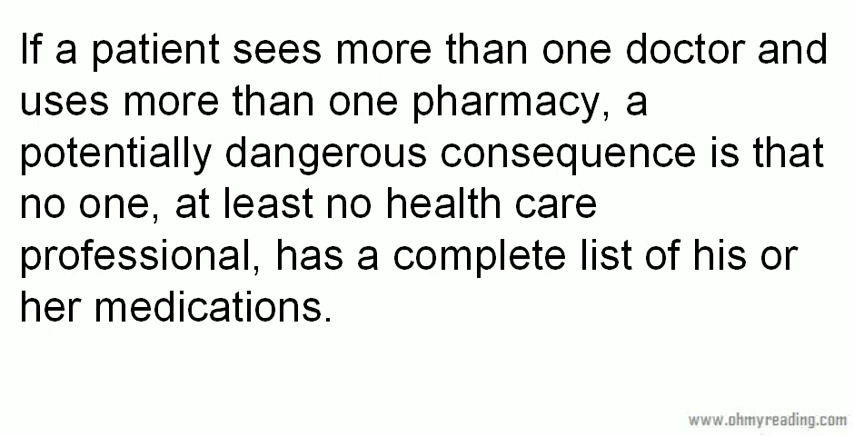 If a patient sees more than one doctor and
uses more than one pharmacy, a
potentially dangerous consequence is that
no one, at least no health care
professional, has a complete list of his or
her medications.
www.ohmyreading.com